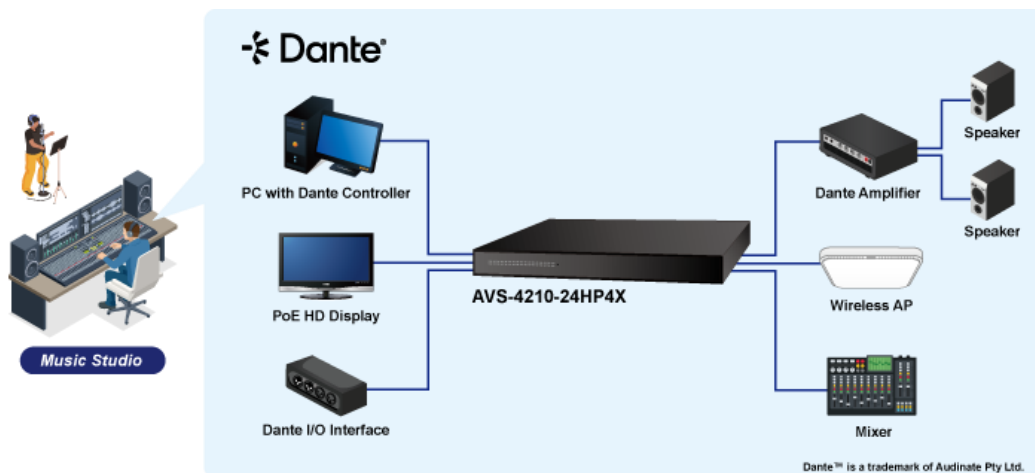 Dante®
PC with Dante Controller
Dante Amplifier
Speaker
Speaker
PoE HD Display
AVS-4210-24HP4X
Wireless AP
Music Studio
Dante I/O Interface
Mixer
Dante™ is a trademark of Audinate Pty Ltd.